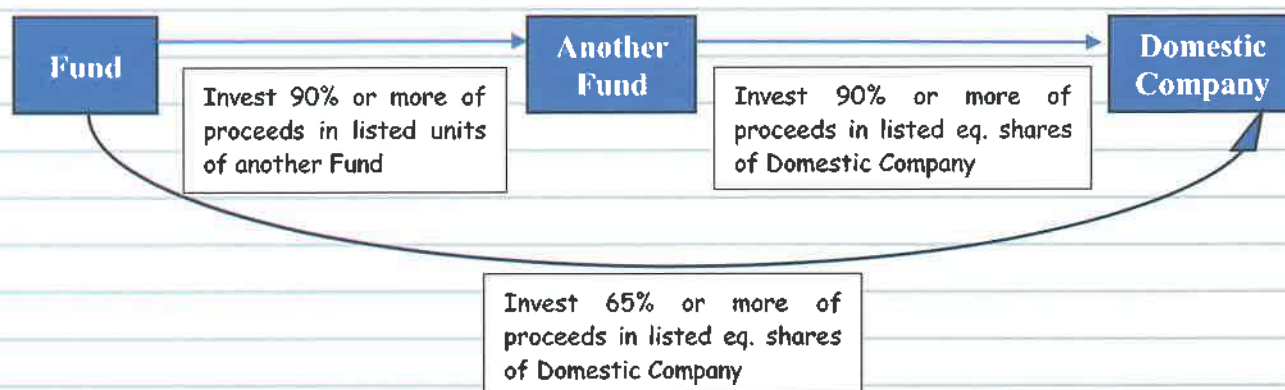 Fund
Another
Fund
Domestic
Company
Invest 90% or more of
proceeds in listed units
of another Fund
Invest 90% or more of
proceeds in listed eq. shares
of Domestic Company
Invest 65% or more of
proceeds in listed eq. shares
of Domestic Company